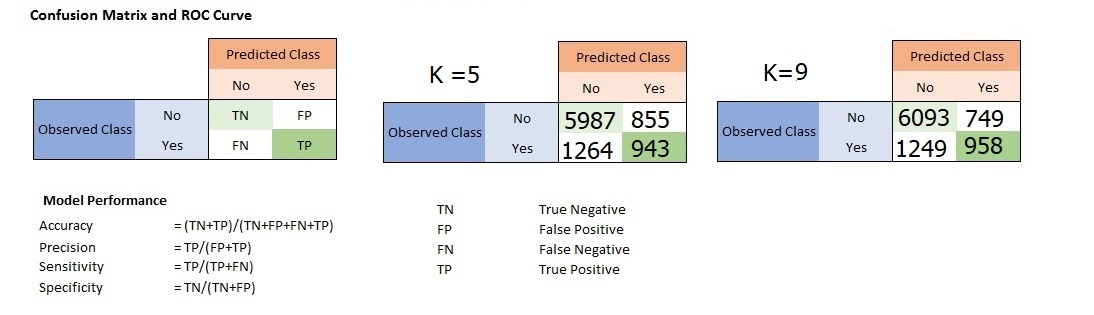 Confusion Matrix and ROC Curve
Predicted Class
No Yes
Observed Class
No TN FP
Yes FN TP
K =5
Predicted Class
No Yes
Observed Class
No 5987 855
Yes 1264 943
K=9
Predicted Class
No Yes
Observed Class
No 6093 749
Yes 1249 958
Model Performance
Accuracy = (TN+TP)/(TN+FP+FN+TP)
Precision = TP/(FP+TP)
Sensitivity = TP/(TP+FN)
Specificity = TN/(TN+FP)
TN True Negative
FP False Positive
FN False Negative
TP True Positive